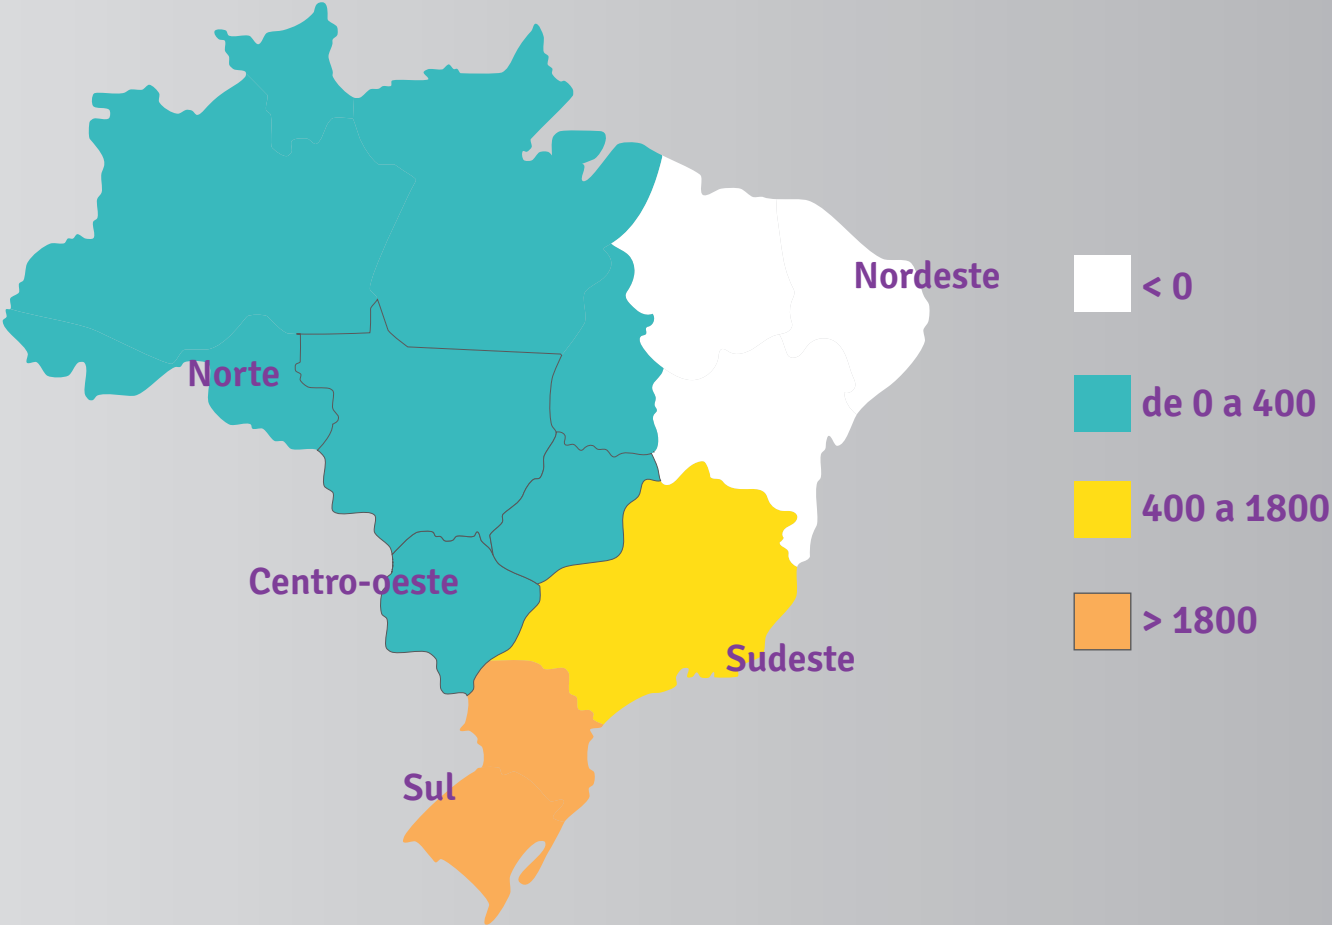 Nordeste
< 0
Norte
de 0 a 400
400 a 1800
Centro-oeste
> 1800
Sudeste
Sul